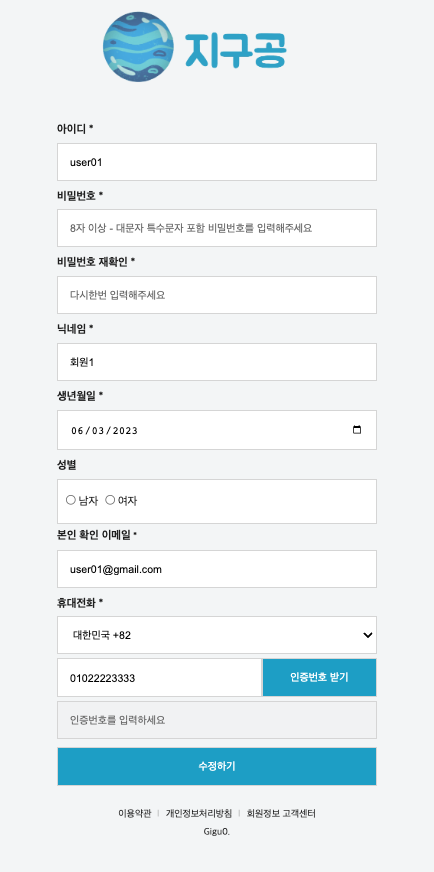 지구공
아이디 *
user01
비밀번호 *
8자 이상 - 대문자 특수문자 포함 비밀번호를 입력해주세요
비밀번호 재확인 *
다시한번 입력해주세요
닉네임 *
회원1
생년월일 *
06/03/2023
성별
남자 여자
본인 확인 이메일 *
user01@gmail.com
휴대전화 *
대한민국 +82
01022223333 인증번호 받기
인증번호를 입력하세요
수정하기
이용약관 | 개인정보처리방침 | 회원정보 고객센터
Gigu0.